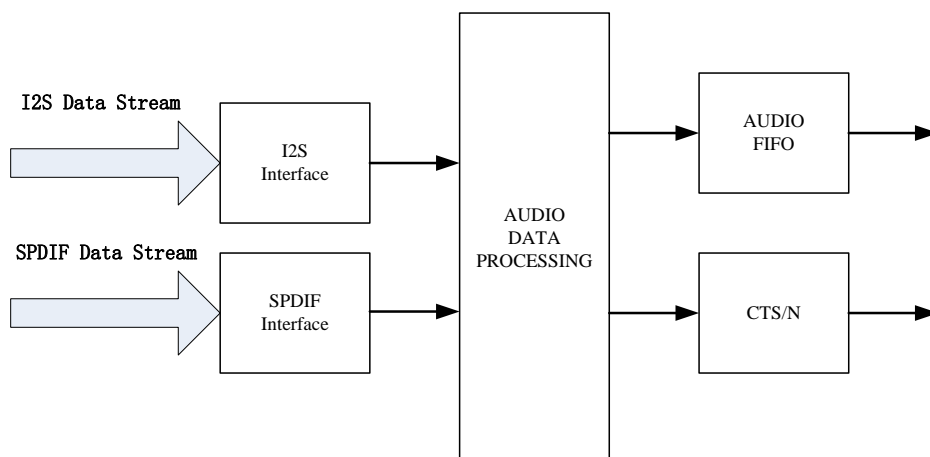 I2S Data Stream
I2S
Interface
SPDIF Data Stream
SPDIF
Interface
AUDIO
DATA
PROCESSING
AUDIO
FIFO
CTS/N